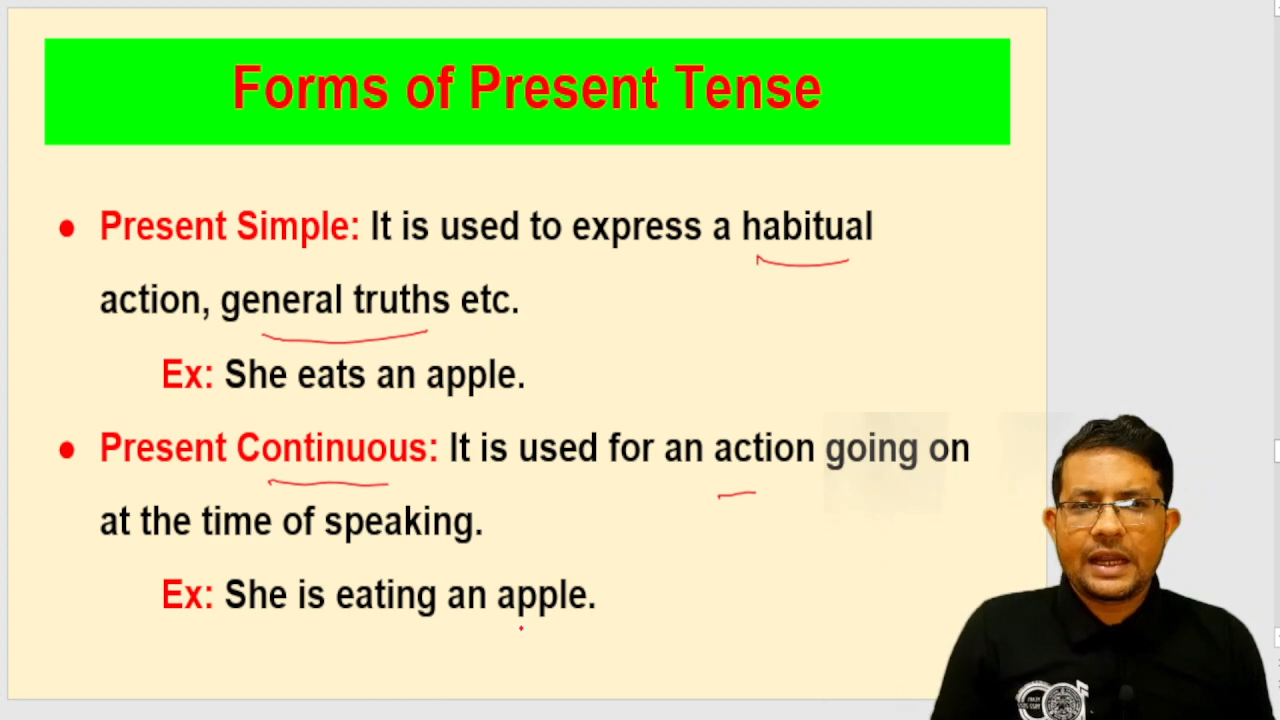 Forms of Present Tense
● Present Simple: It is used to express a habitual
action, general truths etc.
Ex: She eats an apple.
● Present Continuous: It is used for an action going on
at the time of speaking.
Ex: She is eating an apple.